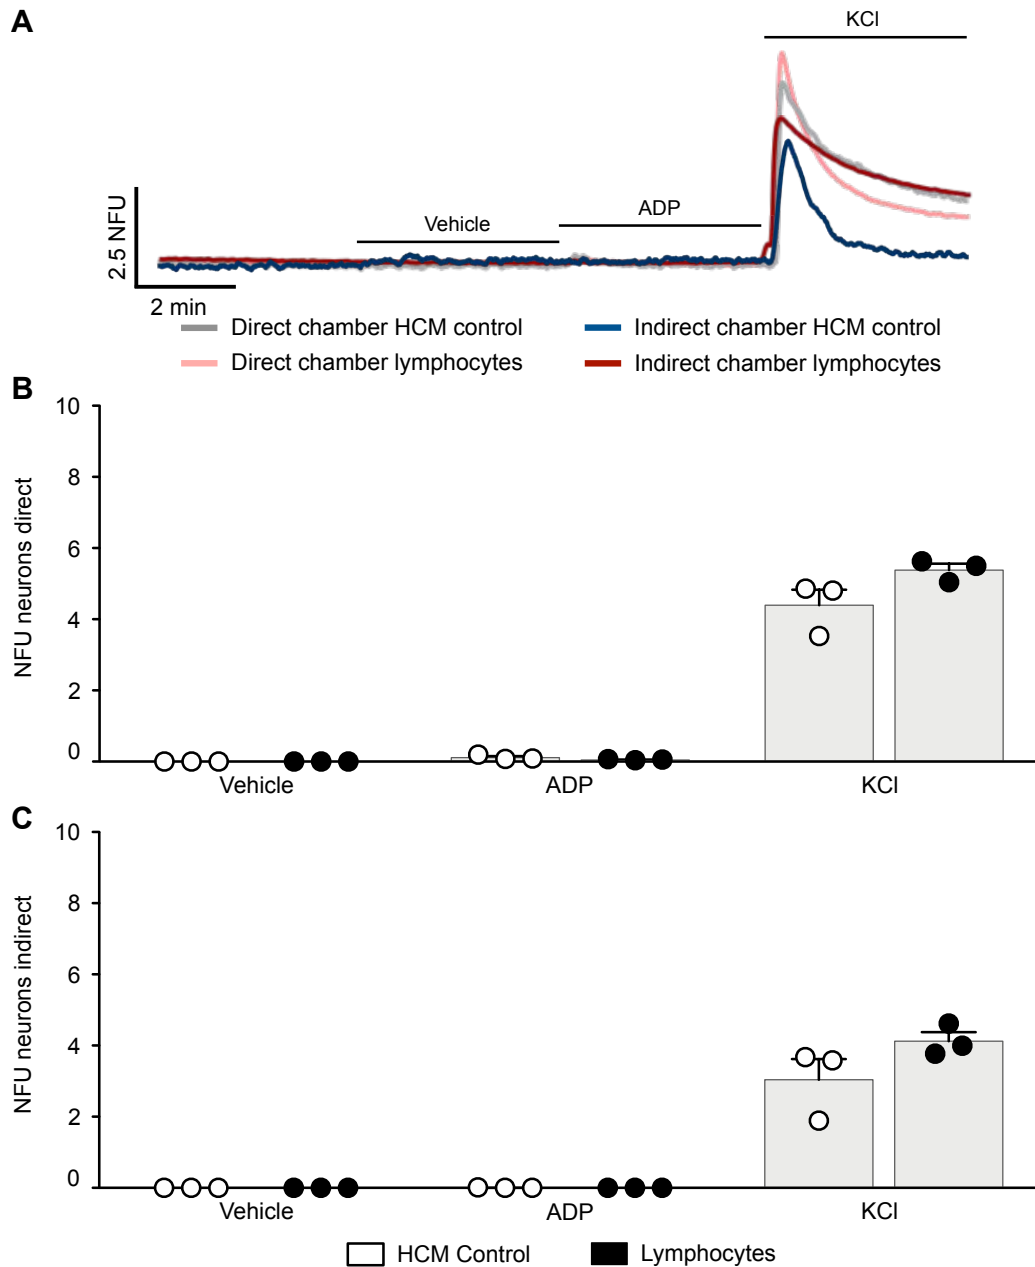 A
KCl
Vehicle
ADP
2.5 NFU
2 min
Direct chamber HCM control
Indirect chamber HCM control
Direct chamber lymphocytes
Indirect chamber lymphocytes
B
NFU neurons direct
10
8
6
4
2
0
Vehicle
ADP
KCl
C
NFU neurons indirect
10
8
6
4
2
0
Vehicle
ADP
KCl
HCM Control
Lymphocytes